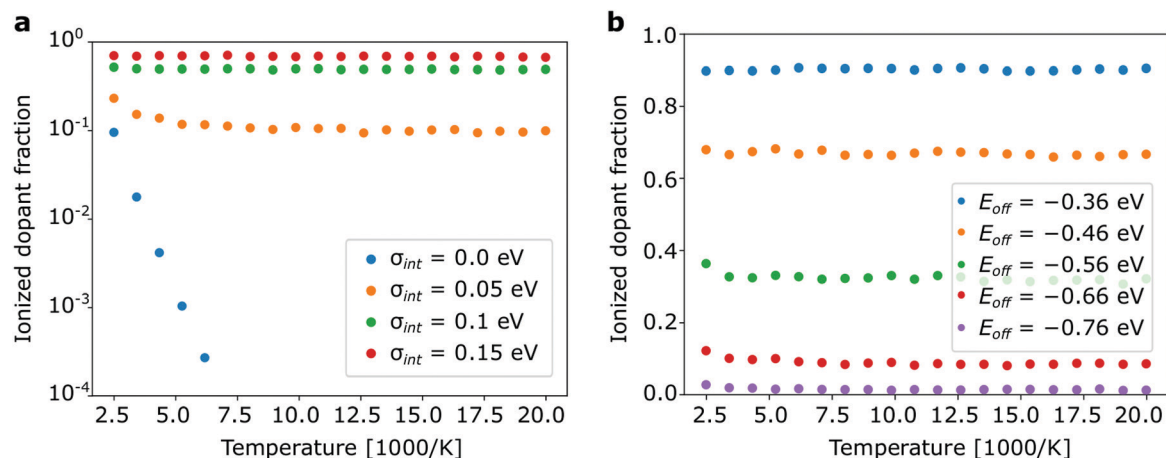 a
10⁰
10⁻¹
10⁻²
10⁻³
10⁻⁴
Ionized dopant fraction
σint = 0.0 eV
σint = 0.05 eV
σint = 0.1 eV
σint = 0.15 eV
2.5 5.0 7.5 10.0 12.5 15.0 17.5 20.0
Temperature [1000/K]
b
1.0
0.8
0.6
0.4
0.2
0.0
Ionized dopant fraction
Eoff = −0.36 eV
Eoff = −0.46 eV
Eoff = −0.56 eV
Eoff = −0.66 eV
Eoff = −0.76 eV
2.5 5.0 7.5 10.0 12.5 15.0 17.5 20.0
Temperature [1000/K]